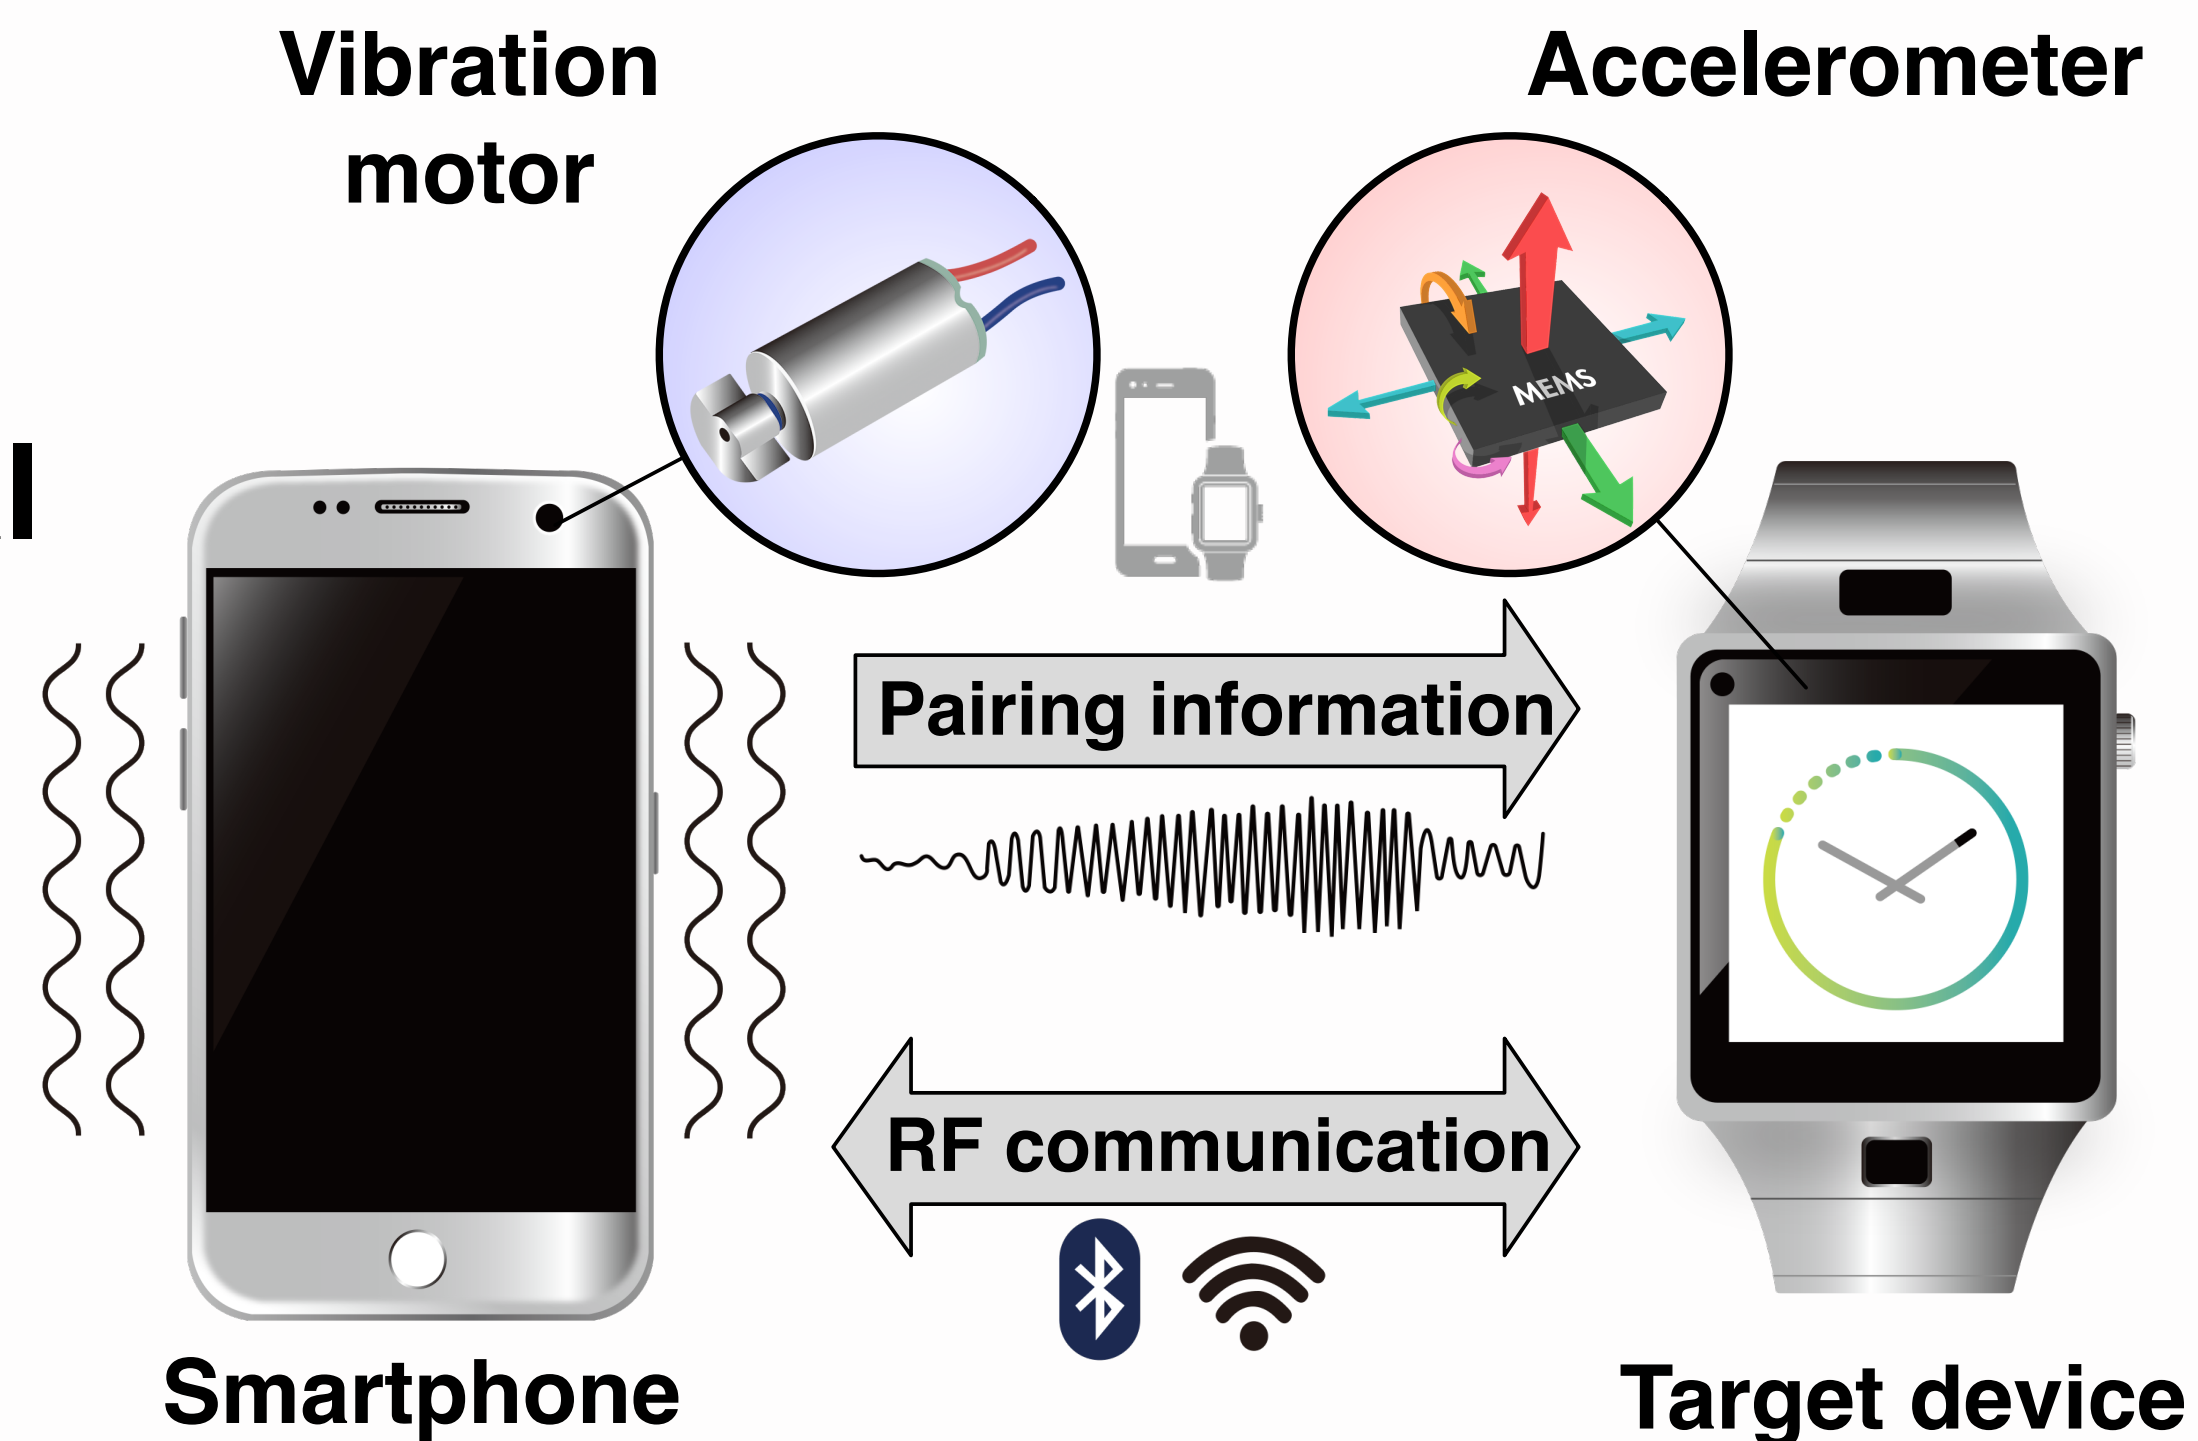 Vibration
motor
Accelerometer
MEMS
Pairing information
RF communication
Smartphone
Target device